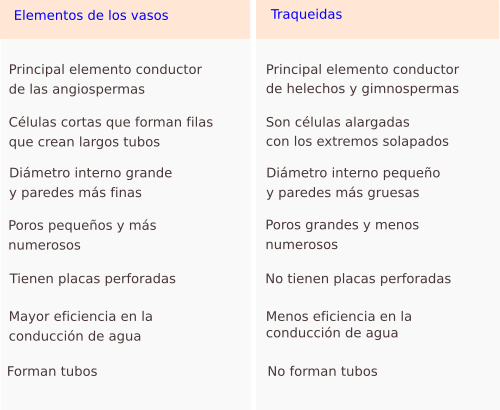 Elementos de los vasos
Traqueidas
Principal elemento conductor
de las angiospermas
Principal elemento conductor
de helechos y gimnospermas
Células cortas que forman filas
que crean largos tubos
Son células alargadas
con los extremos solapados
Diámetro interno grande
y paredes más finas
Diámetro interno pequeño
y paredes más gruesas
Poros pequeños y más
numerosos
Poros grandes y menos
numerosos
Tienen placas perforadas
No tienen placas perforadas
Mayor eficiencia en la
conducción de agua
Menos eficiencia en la
conducción de agua
Forman tubos
No forman tubos